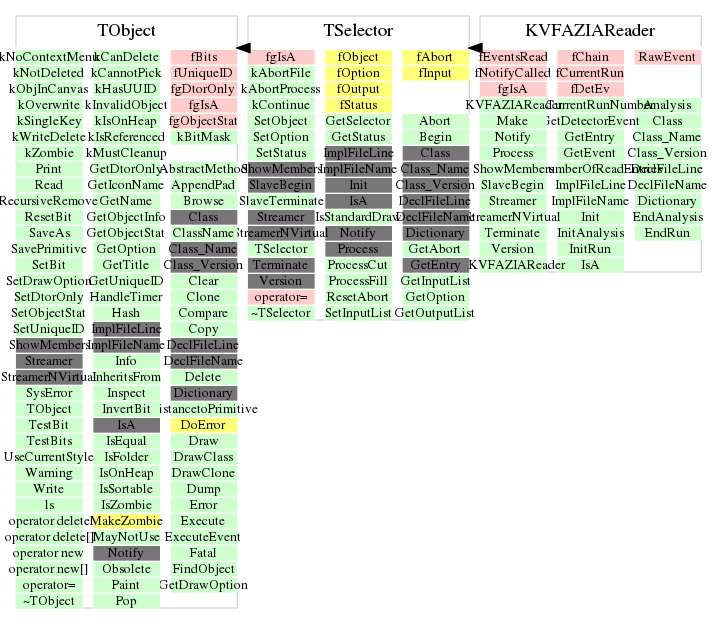 TObject
kNoContextMenu kCanDelete fBits
kNotDeleted kCannotPick fUniqueID
kObjInCanvas kHasUUID fgDtorOnly
kOverwrite kInvalidObject fgIsA
kSingleKey kIsOnHeap fgObjectStat
kWriteDelete kIsReferenced kBitMask
kZombie kMustCleanup
Print GetDtorOnly AbstractMethod
Read GetIconName AppendPad
RecursiveRemove GetName Browse
ResetBit GetObjectInfo Class
SaveAs GetObjectStat ClassName
SavePrimitive GetOption Class_Name
SetBit GetTitle Class_Version
SetDrawOption GetUniqueID Clear
SetDtorOnly HandleTimer Clone
SetObjectStat Hash Compare
SetUniqueID ImplFileLine Copy
ShowMembers ImplFileName DeclFileLine
Streamer Info DeclFileName
StreamerNVirtual InheritsFrom Delete
SysError Inspect Dictionary
TObject InvertBit istancetoPrimitive
TestBit IsA DoError
TestBits IsEqual Draw
UseCurrentStyle IsFolder DrawClass
Warning IsOnHeap DrawClone
Write IsSortable Dump
ls IsZombie Error
operator delete MakeZombie Execute
operator delete[] MayNotUse ExecuteEvent
operator new Notify Fatal
operator new[] Obsolete FindObject
operator= Paint GetDrawOption
~TObject Pop
TSelector
fgIsA fObject fAbort
kAbortFile fOption fInput
kAbortProcess fOutput
kContinue fStatus
SetObject GetSelector Abort
SetOption GetStatus Begin
SetStatus ImplFileLine Class
ShowMembers ImplFileName Class_Name
SlaveBegin Init Class_Version
SlaveTerminate IsA DeclFileLine
Streamer IsStandardDraw DeclFileName
StreamerNVirtual Notify Dictionary
TSelector Process GetAbort
Terminate ProcessCut GetEntry
Version ProcessFill GetInputList
operator= ResetAbort GetOption
~TSelector SetInputList GetOutputList
KVFAZIAReader
fEventsRead fChain RawEvent
fNotifyCalled fCurrentRun
fgIsA fDetEv
KVFAZIAReader CurrentRunNumber Analysis
Make GetDetectorEvent Class
Notify GetEntry Class_Name
Process GetEvent Class_Version
ShowMembers DeclFileLine
SlaveBegin ImplFileLine DeclFileName
Streamer ImplFileName Dictionary
StreamerNVirtual Init EndAnalysis
Terminate InitAnalysis EndRun
Version InitRun
KVFAZIAReader IsA